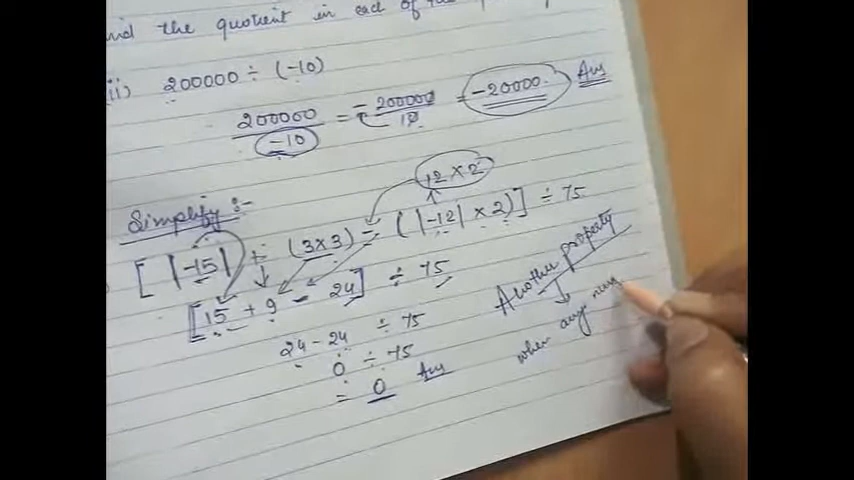 and the quotient in each of the
(ii) 200000 ÷ (-10)
200000/-10 = -200000/10 = -20000. Ans
Simplify :-
12 × 2
[ |-15| + (3×3) - ( |-12| × 2) ] ÷ 75
[15 + 9 - 24] ÷ 75
24 - 24 ÷ 75
0 ÷ 75
= 0 Ans
Another property
when any